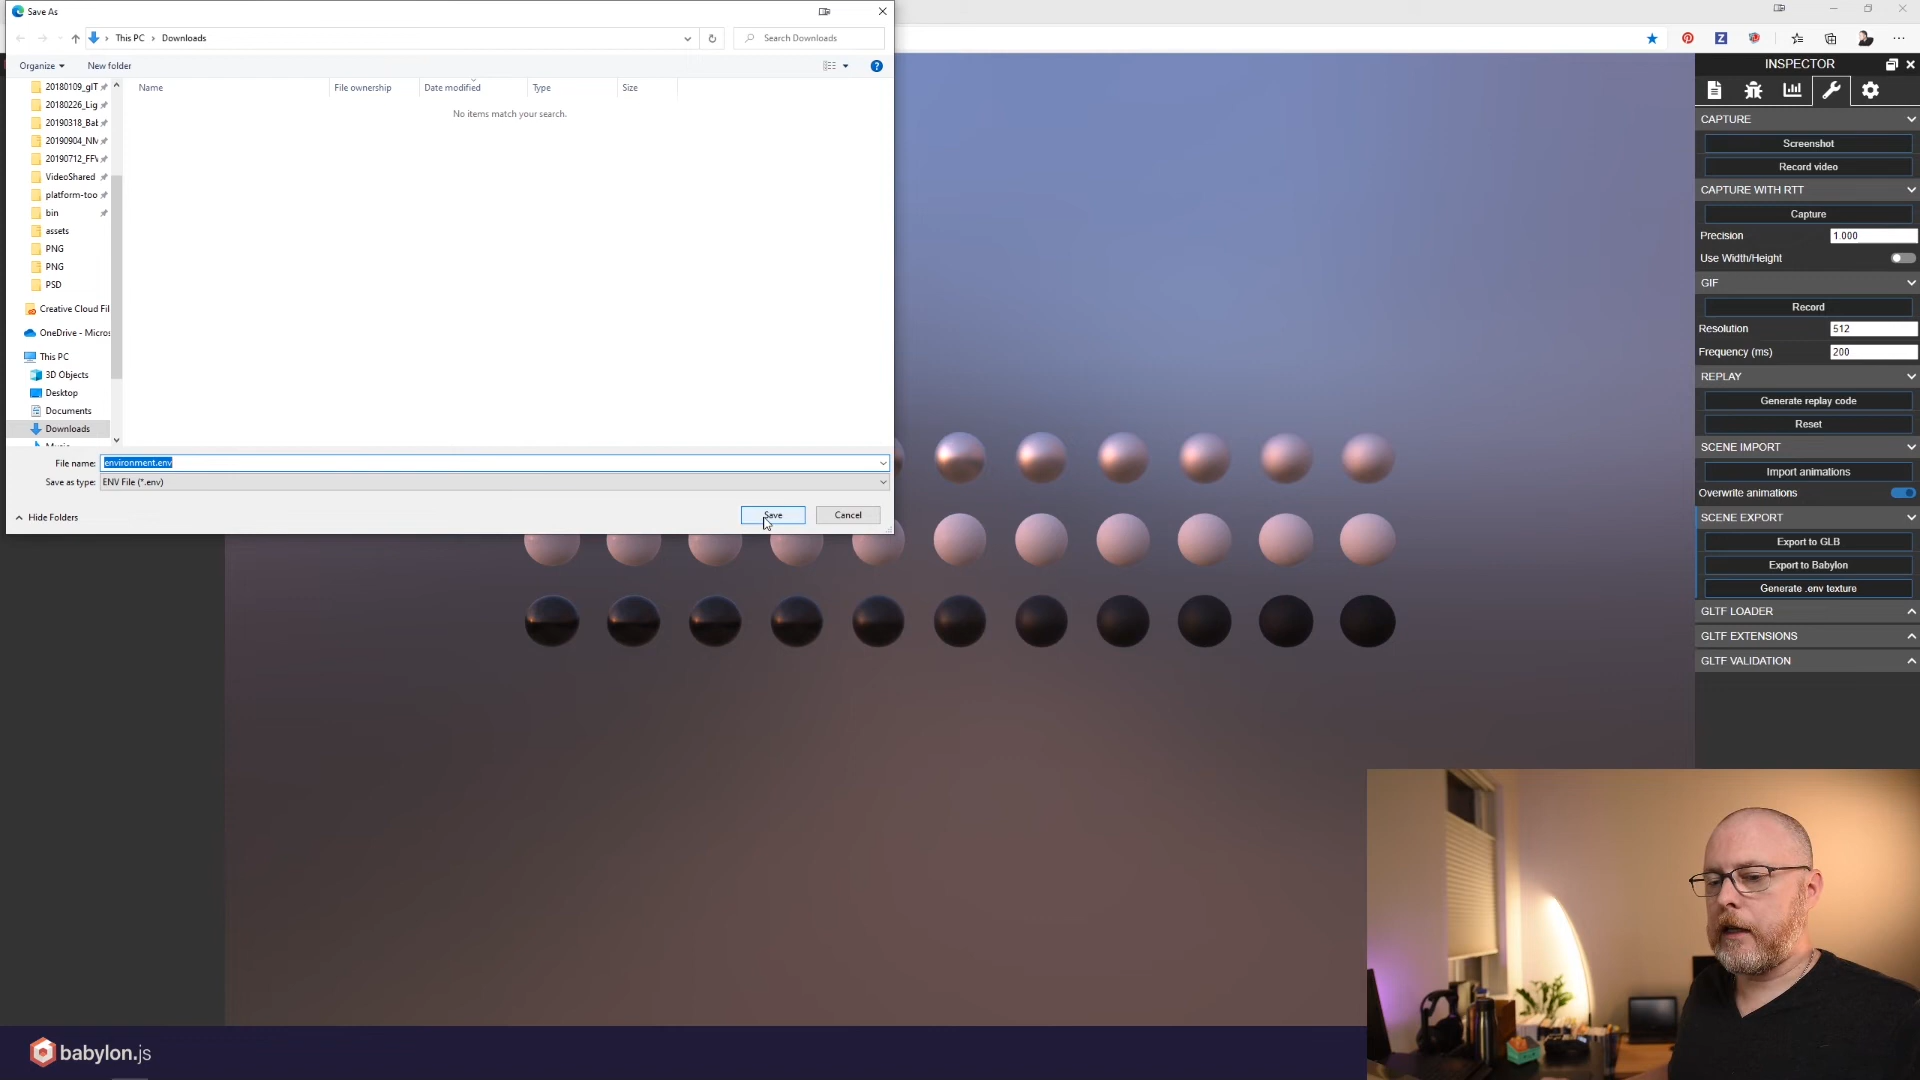 Save As
This PC > Downloads
Search Downloads
Organize
New folder
Name
File ownership
Date modified
Type
Size
No items match your search.
20180109_glT
20180226_Lig
20190318_Bab
20190904_NM
20190712_FFV
VideoShared
platform-too
bin
assets
PNG
PNG
PSD
Creative Cloud Fil
OneDrive - Micros
This PC
3D Objects
Desktop
Documents
Downloads
File name: environment.env
Save as type: ENV File (*.env)
Hide Folders
Save
Cancel
INSPECTOR
CAPTURE
Screenshot
Record video
CAPTURE WITH RTT
Capture
Precision 1.000
Use Width/Height
GIF
Record
Resolution 512
Frequency (ms) 200
REPLAY
Generate replay code
Reset
SCENE IMPORT
Import animations
Overwrite animations
SCENE EXPORT
Export to GLB
Export to Babylon
Generate .env texture
GLTF LOADER
GLTF EXTENSIONS
GLTF VALIDATION
babylon.js